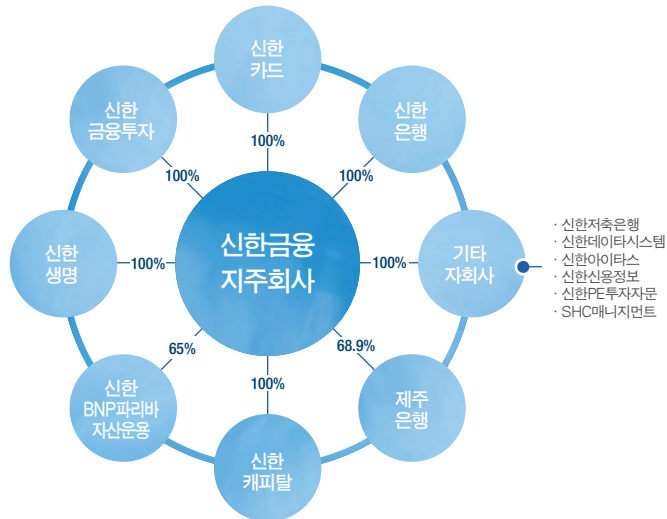 신한
카드
신한
금융투자
신한
은행
100%
100%
100%
신한
생명
100%
신한금융
지주회사
100%
기타
자회사
· 신한저축은행
· 신한데이타시스템
· 신한아이타스
· 신한신용정보
· 신한PE투자자문
· SHC매니지먼트
65%
100%
68.9%
신한
BNP파리바
자산운용
제주
은행
신한
캐피탈